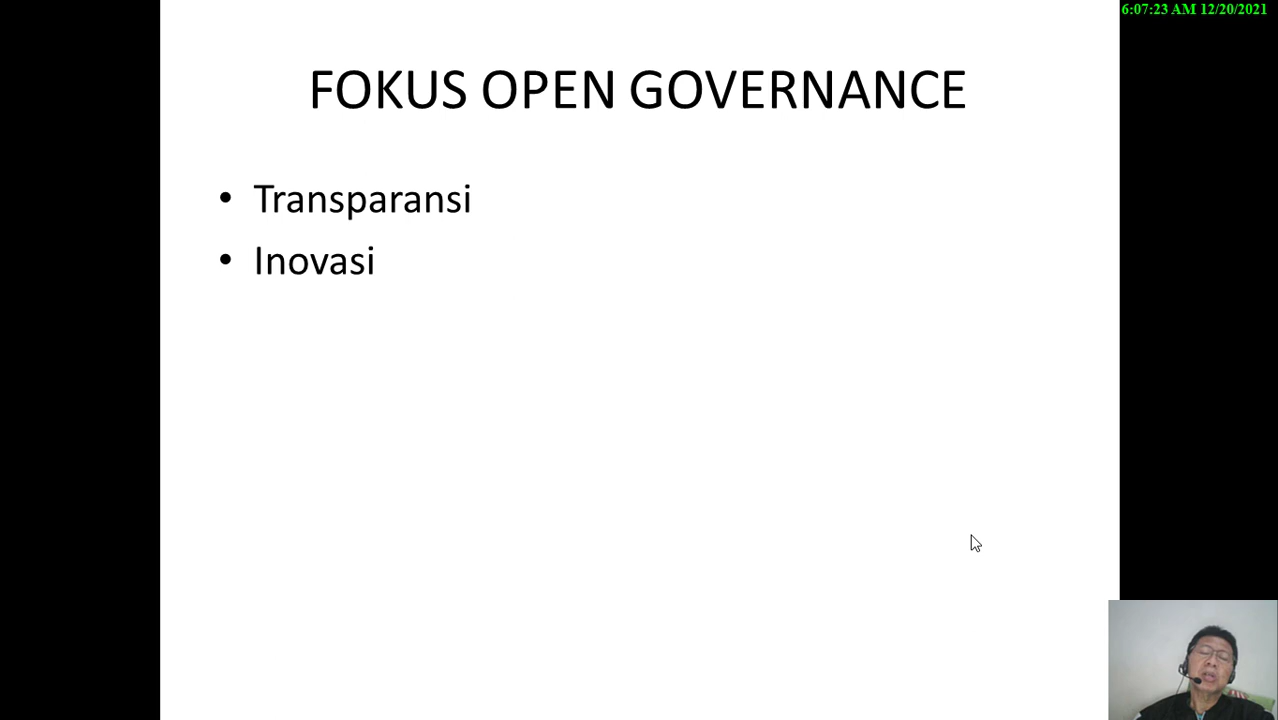 6:07:23 AM 12/20/2021
FOKUS OPEN GOVERNANCE
• Transparansi
• Inovasi